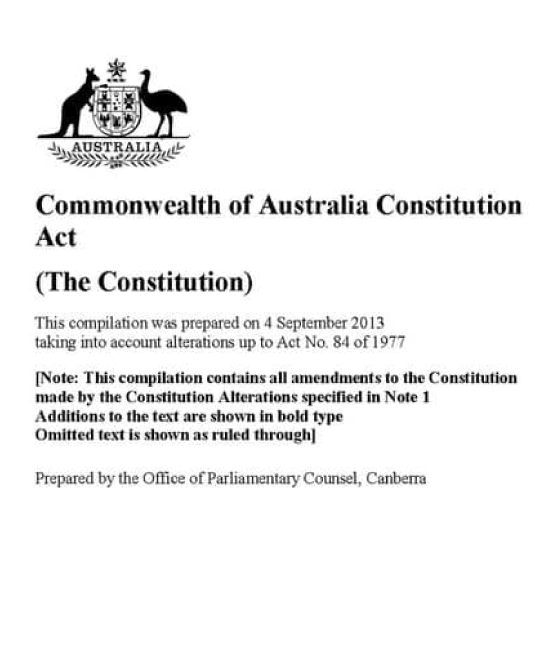 AUSTRALIA
Commonwealth of Australia Constitution
Act
(The Constitution)
This compilation was prepared on 4 September 2013
taking into account alterations up to Act No. 84 of 1977
[Note: This compilation contains all amendments to the Constitution
made by the Constitution Alterations specified in Note 1
Additions to the text are shown in bold type
Omitted text is shown as ruled through]
Prepared by the Office of Parliamentary Counsel, Canberra